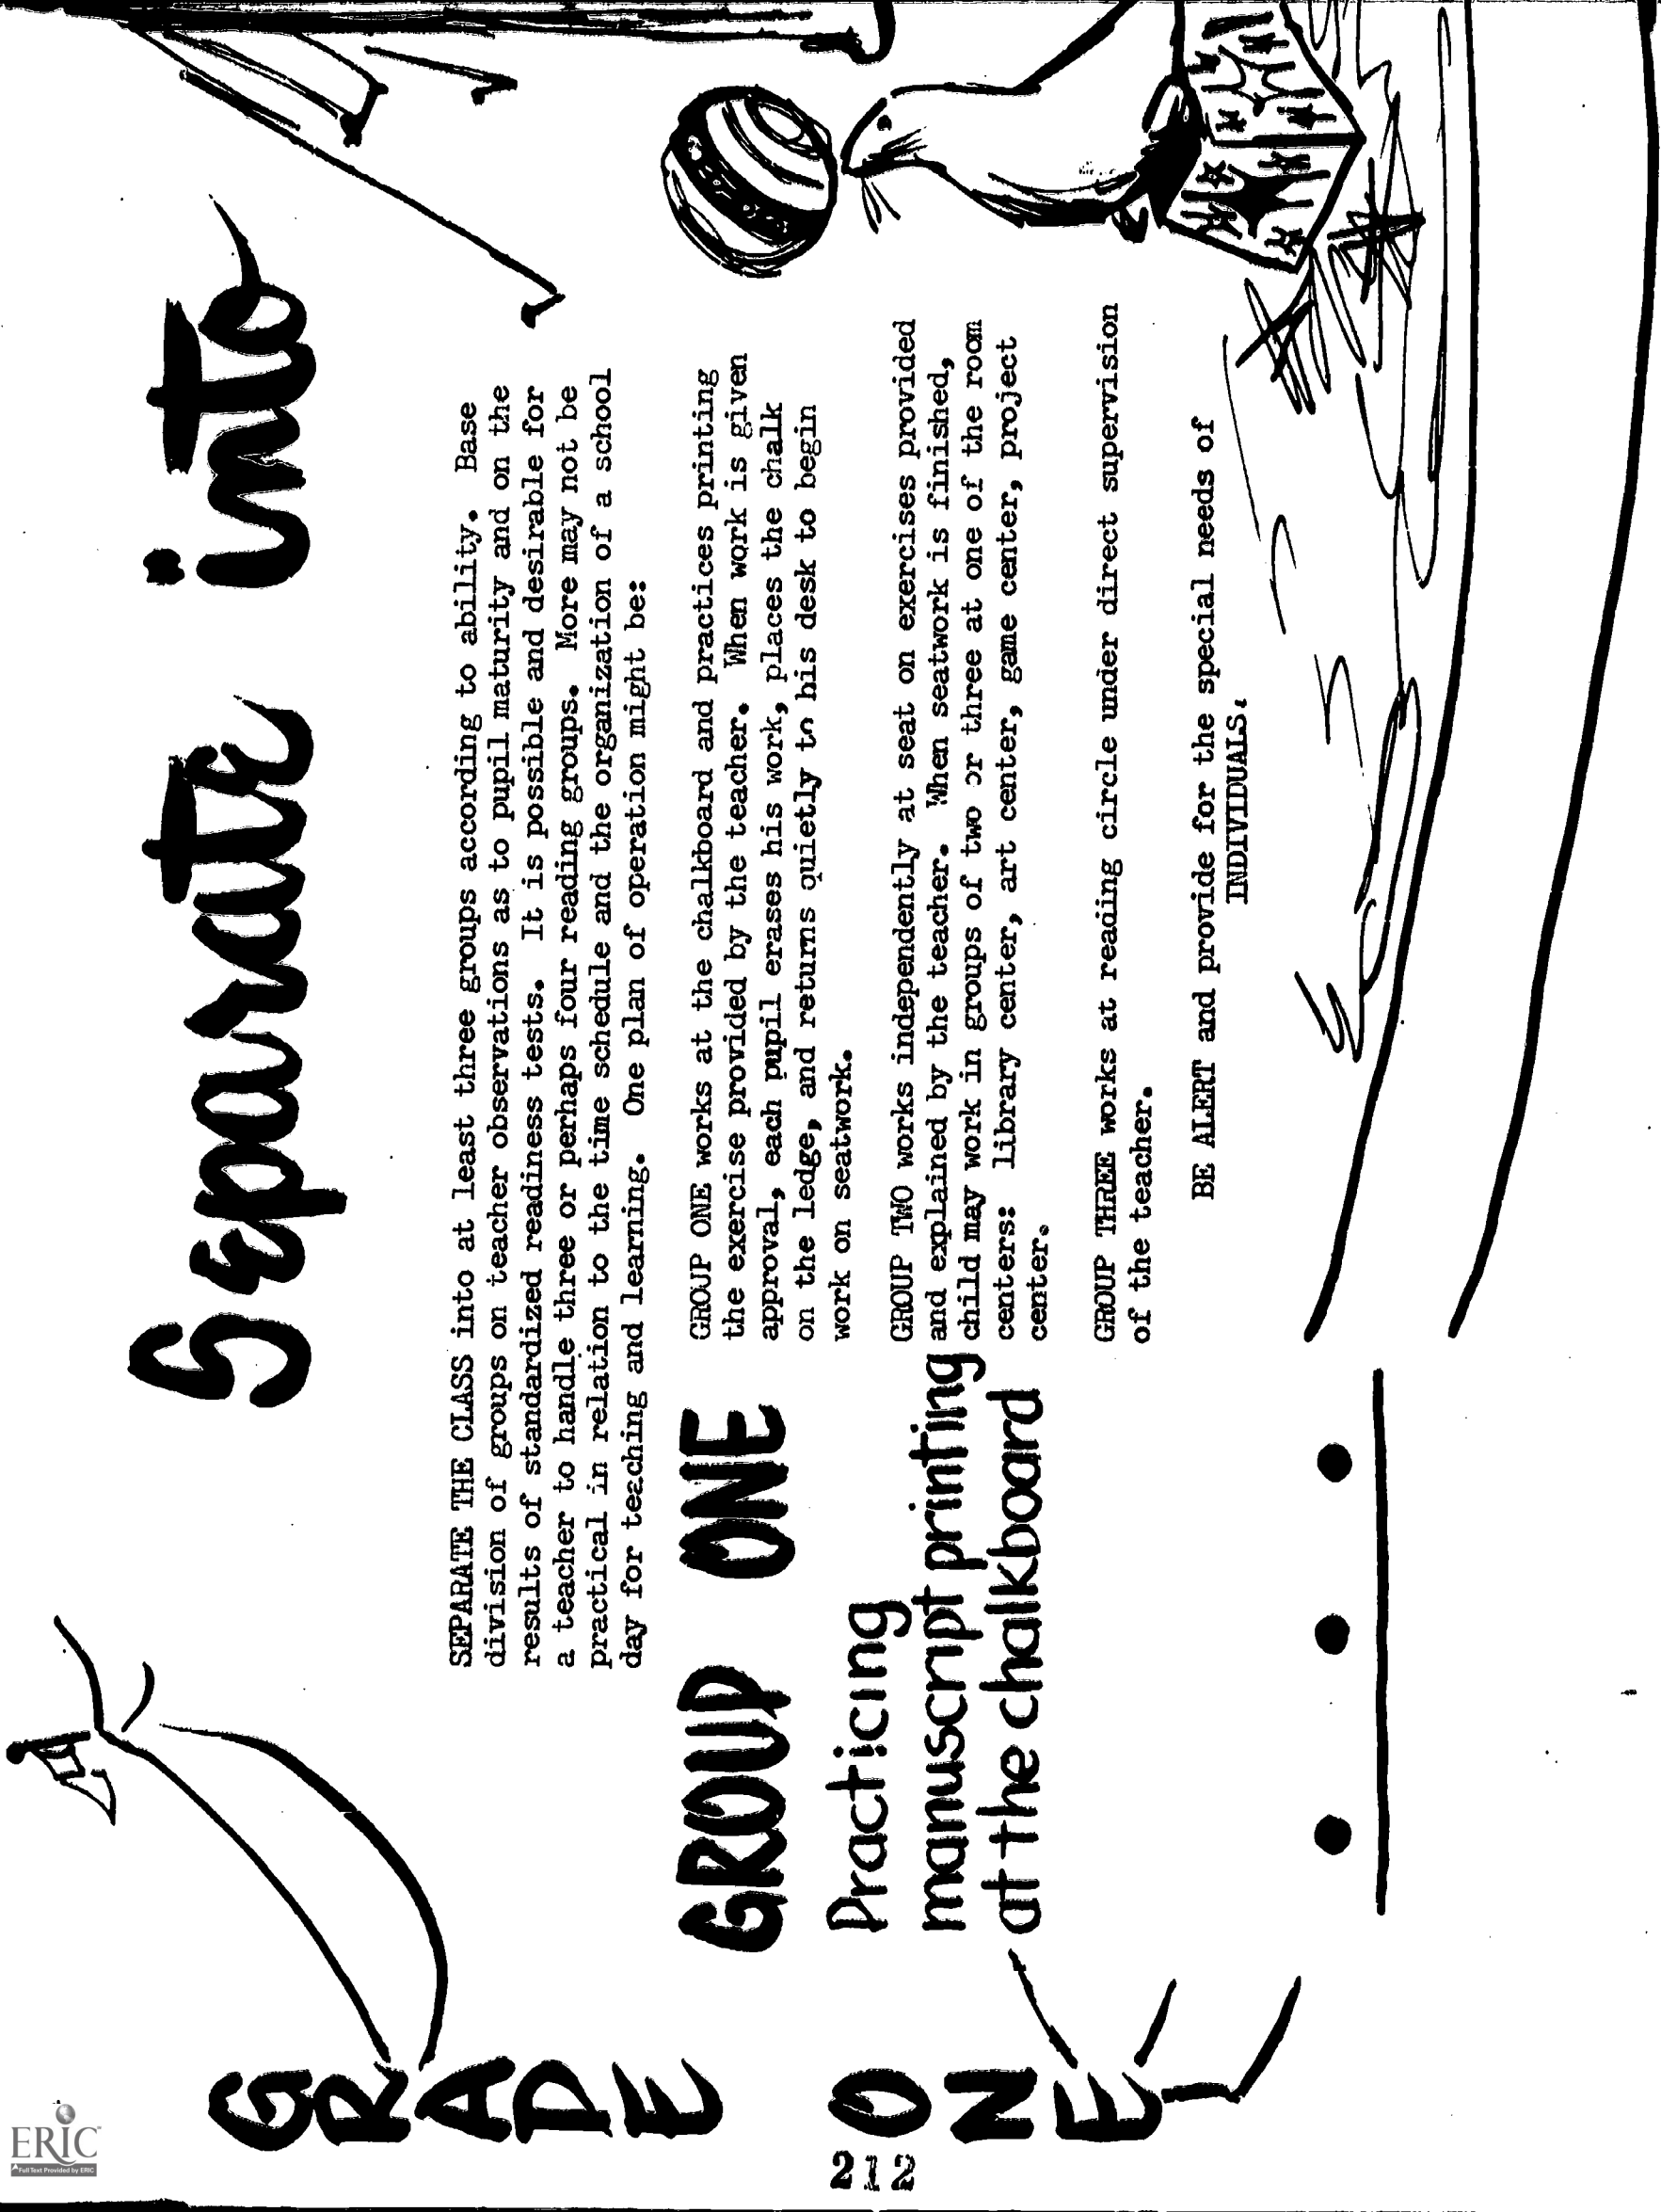 Separate into
SEPARATE THE CLASS into at least three groups according to ability. Base
division of groups on teacher observations as to pupil maturity and on the
results of standardized readiness tests. It is possible and desirable for
a teacher to handle three or perhaps four reading groups. More may not be
practical in relation to the time schedule and the organization of a school
day for teaching and learning. One plan of operation might be:
GROUP ONE
Practicing
manuscript printing
at the chalkboard
GROUP ONE works at the chalkboard and practices printing
the exercise provided by the teacher. When work is given
approval, each pupil erases his work, places the chalk
on the ledge, and returns quietly to his desk to begin
work on seatwork.
GROUP TWO works independently at seat on exercises provided
and explained by the teacher. When seatwork is finished,
child may work in groups of two or three at one of the room
centers: library center, art center, game center, project
center.
GROUP THREE works at reading circle under direct supervision
of the teacher.
BE ALERT and provide for the special needs of
INDIVIDUALS.
GRADE
ONE
212
ERIC
Full Text Provided by ERIC